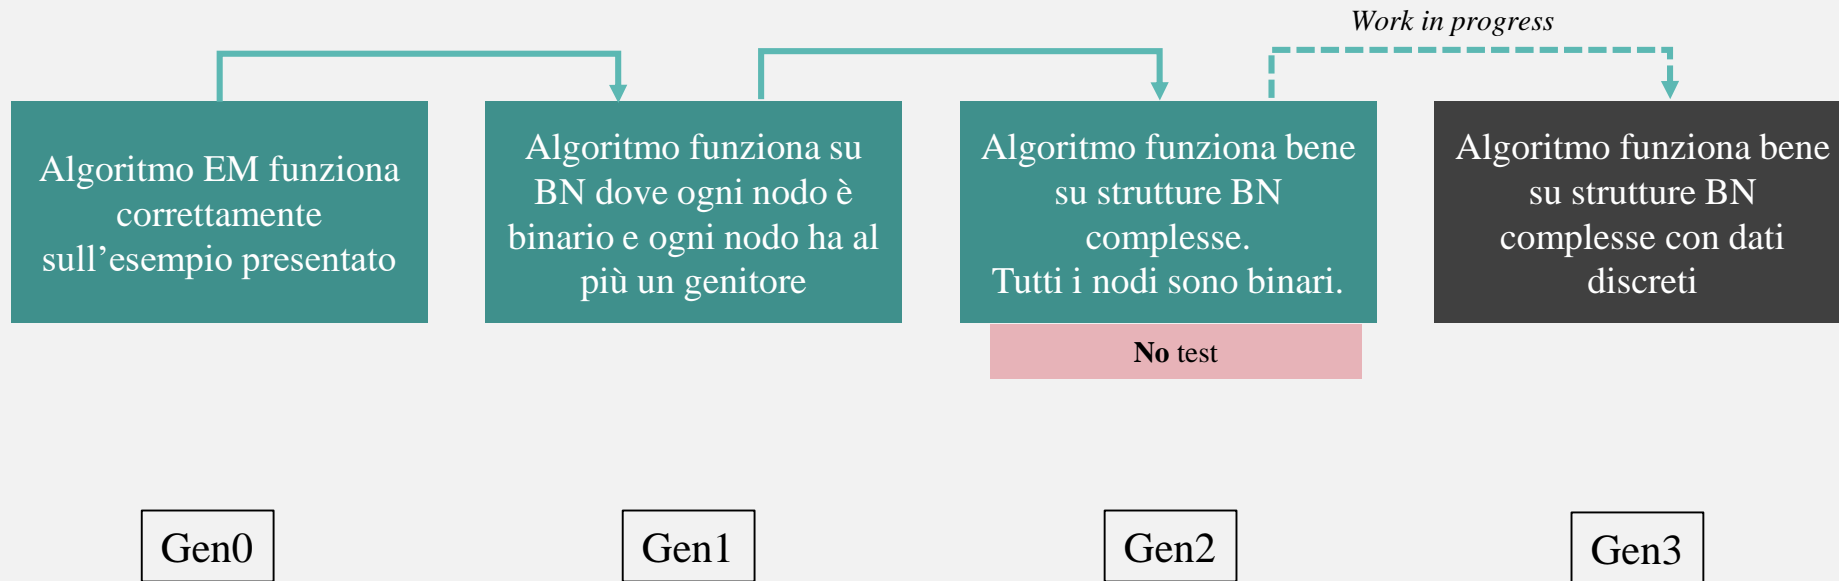 Work in progress
Algoritmo EM funziona
correttamente
sull’esempio presentato
Algoritmo funziona su
BN dove ogni nodo è
binario e ogni nodo ha al
più un genitore
Algoritmo funziona bene
su strutture BN
complesse.
Tutti i nodi sono binari.
Algoritmo funziona bene
su strutture BN
complesse con dati
discreti
No test
Gen0
Gen1
Gen2
Gen3